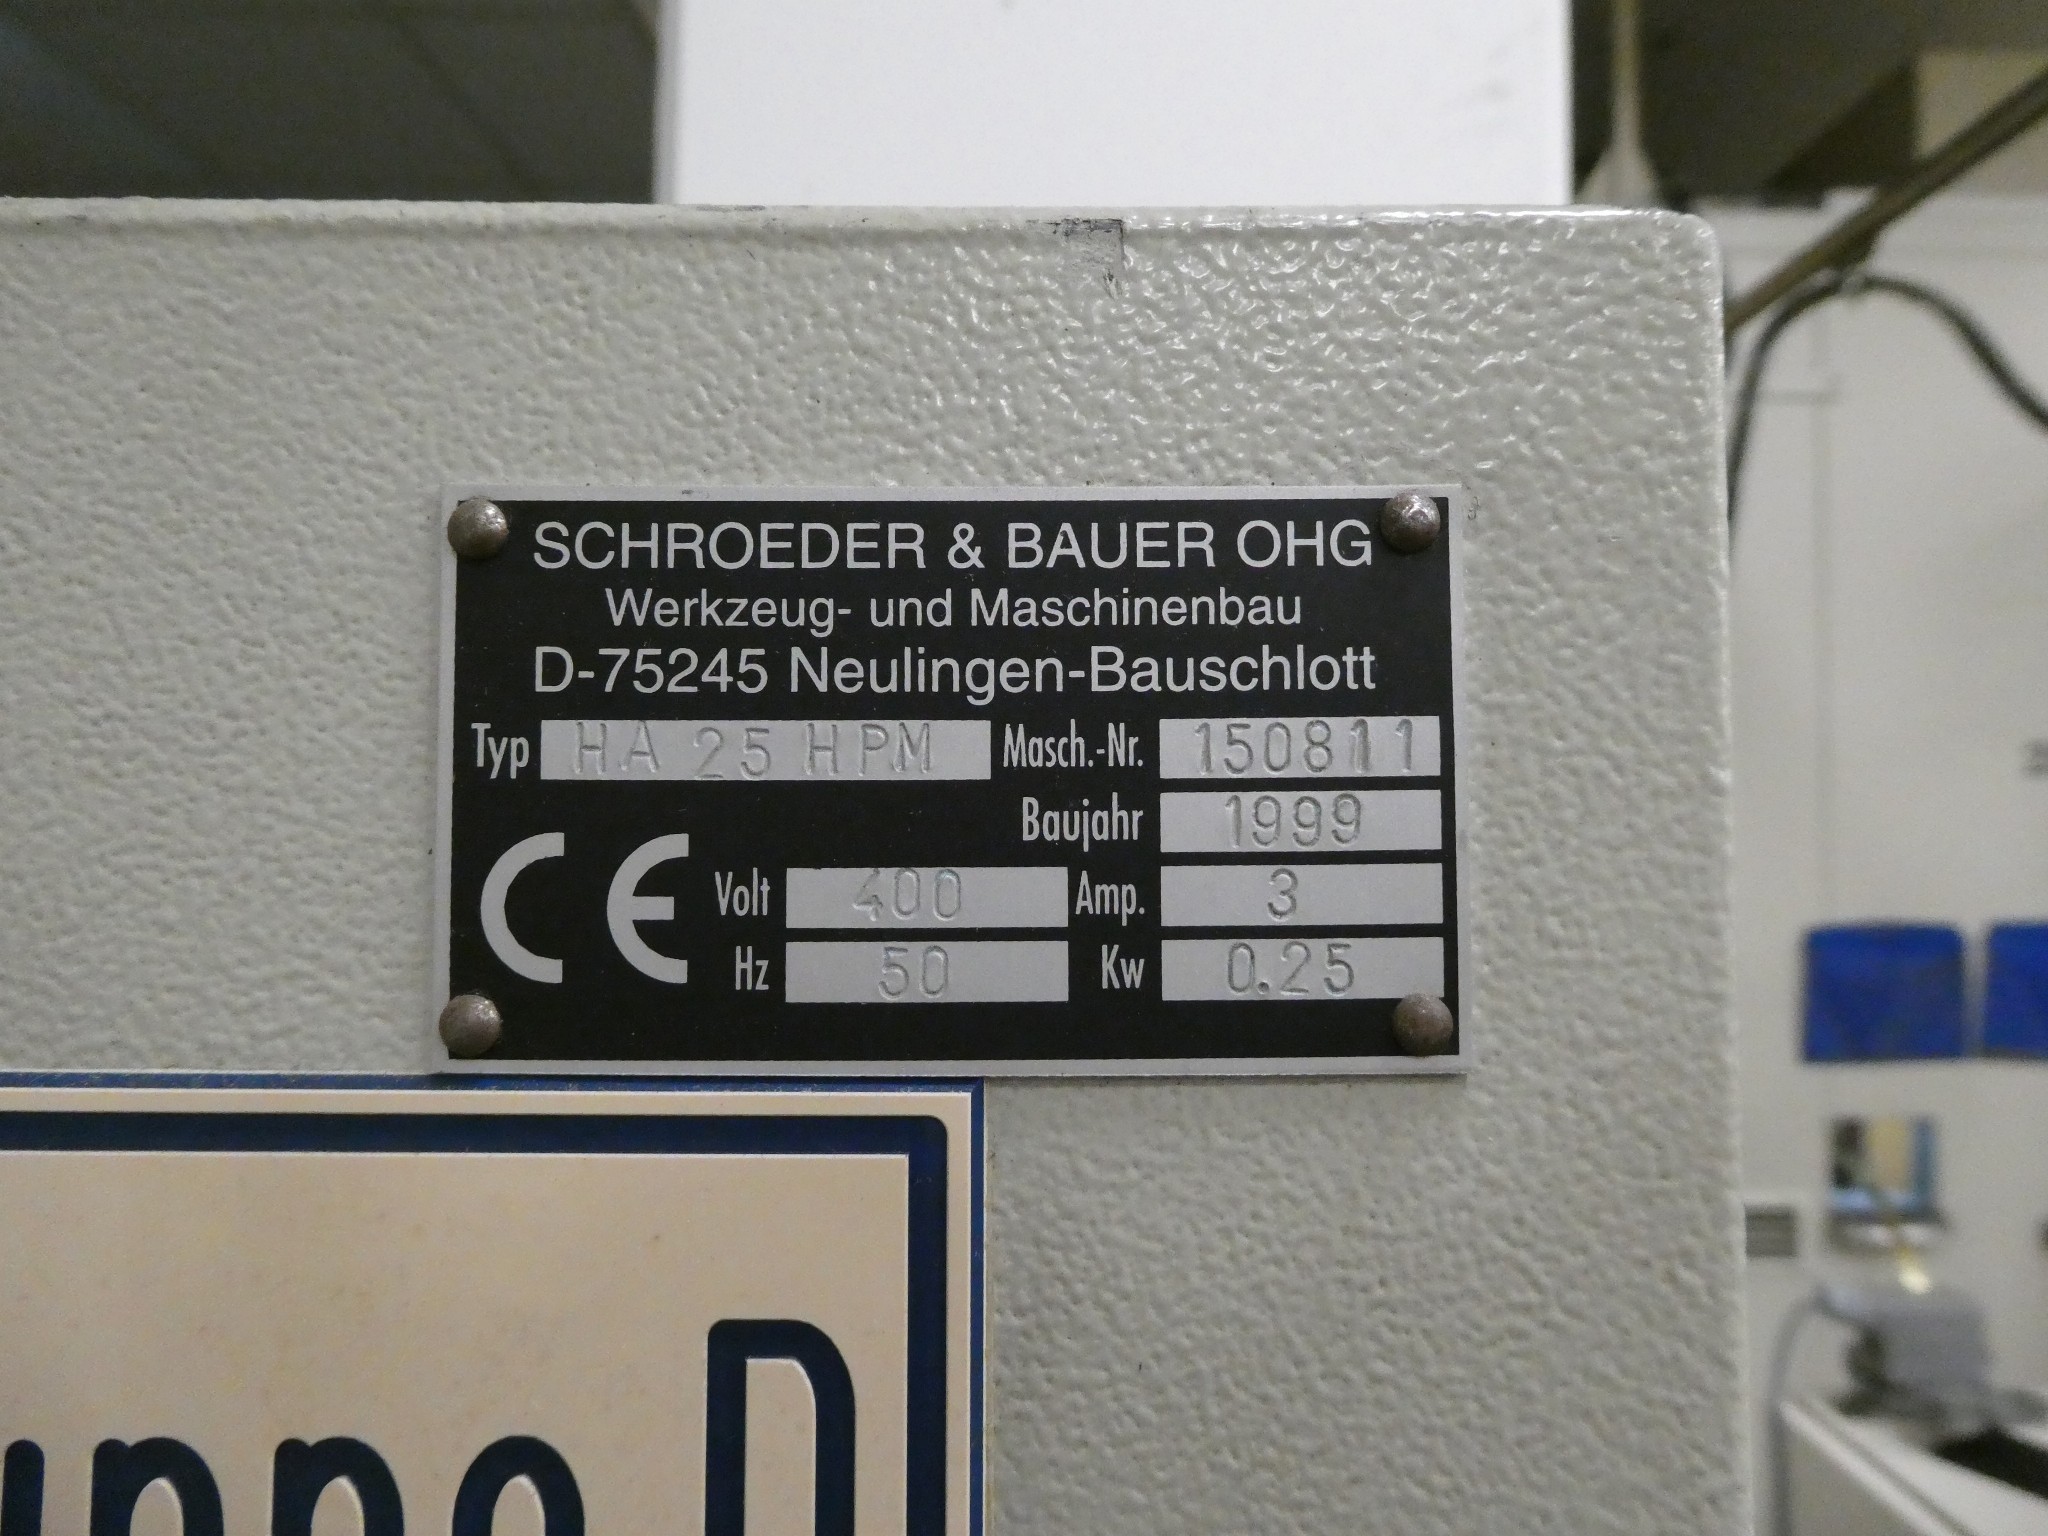 SCHROEDER & BAUER OHG
Werkzeug- und Maschinenbau
D-75245 Neulingen-Bauschlott
Typ HA 25 HPM Masch.-Nr. 150811
Baujahr 1999
CE
Volt 400 Amp. 3
Hz 50 Kw 0.25
D